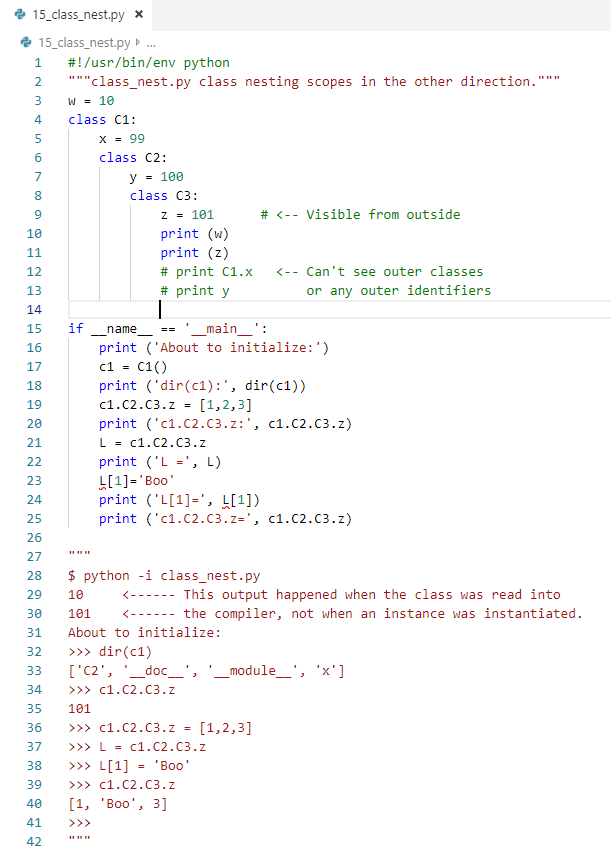 15_class_nest.py ×
15_class_nest.py ▷ ...
1 #!/usr/bin/env python
2 """class_nest.py class nesting scopes in the other direction."""
3 w = 10
4 class C1:
5     x = 99
6     class C2:
7         y = 100
8         class C3:
9             z = 101      # <-- Visible from outside
10             print (w)
11             print (z)
12             # print C1.x   <-- Can't see outer classes
13             # print y          or any outer identifiers
14
15 if __name__ == '__main__':
16     print ('About to initialize:')
17     c1 = C1()
18     print ('dir(c1):', dir(c1))
19     c1.C2.C3.z = [1,2,3]
20     print ('c1.C2.C3.z:', c1.C2.C3.z)
21     L = c1.C2.C3.z
22     print ('L =', L)
23     L[1]='Boo'
24     print ('L[1]=', L[1])
25     print ('c1.C2.C3.z=', c1.C2.C3.z)
26
27 """
28 $ python -i class_nest.py
29 10     <------ This output happened when the class was read into
30 101    <------ the compiler, not when an instance was instantiated.
31 About to initialize:
32 >>> dir(c1)
33 ['C2', '__doc__', '__module__', 'x']
34 >>> c1.C2.C3.z
35 101
36 >>> c1.C2.C3.z = [1,2,3]
37 >>> L = c1.C2.C3.z
38 >>> L[1] = 'Boo'
39 >>> c1.C2.C3.z
40 [1, 'Boo', 3]
41 >>>
42 """